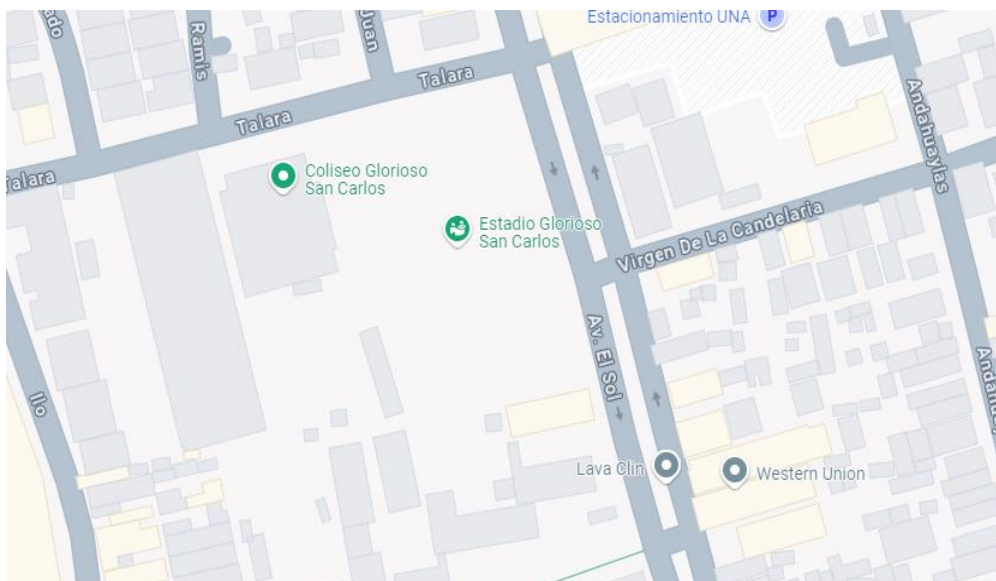 Estacionamiento UNA P
ado
Ramis
Juan
Talara
Talara
Talara
Andahuaylas
Coliseo Glorioso
San Carlos
Estadio Glorioso
San Carlos
Virgen De La Candelaria
Av. El Sol
Ilo
Lava Clin
Western Union